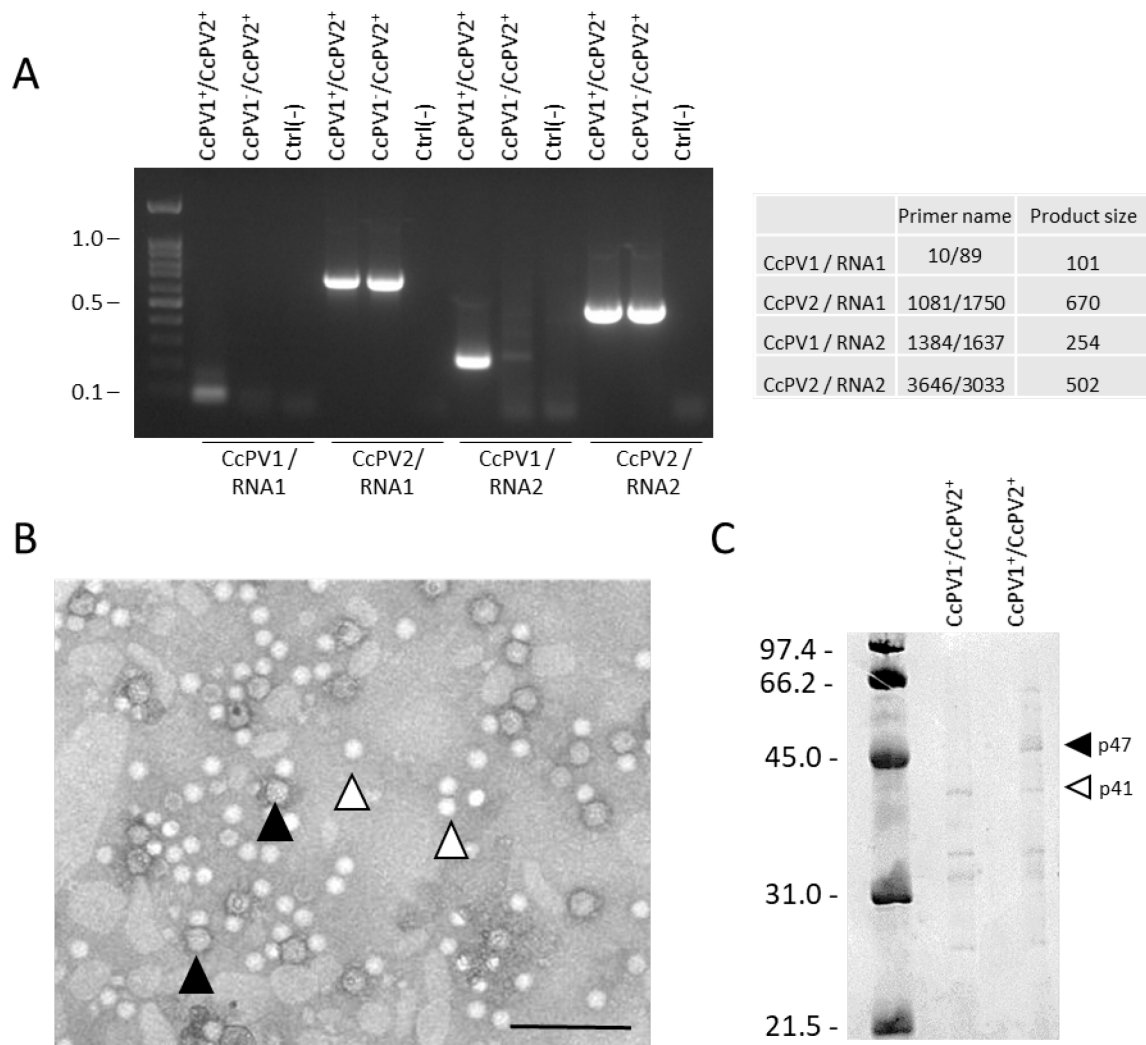 A
CcPV1+/CcPV2+
CcPV1-/CcPV2+
Ctrl(-)
CcPV1+/CcPV2+
CcPV1-/CcPV2+
Ctrl(-)
CcPV1+/CcPV2+
CcPV1-/CcPV2+
Ctrl(-)
CcPV1+/CcPV2+
CcPV1-/CcPV2+
Ctrl(-)
1.0 –
0.5 –
0.1 –
CcPV1 /
RNA1
CcPV2/
RNA1
CcPV1 /
RNA2
CcPV2 /
RNA2
Primer name Product size
CcPV1 / RNA1 10/89 101
CcPV2 / RNA1 1081/1750 670
CcPV1 / RNA2 1384/1637 254
CcPV2 / RNA2 3646/3033 502
B
C
CcPV1-/CcPV2+
CcPV1+/CcPV2+
97.4 -
66.2 -
45.0 -
31.0 -
21.5 -
p47
p41